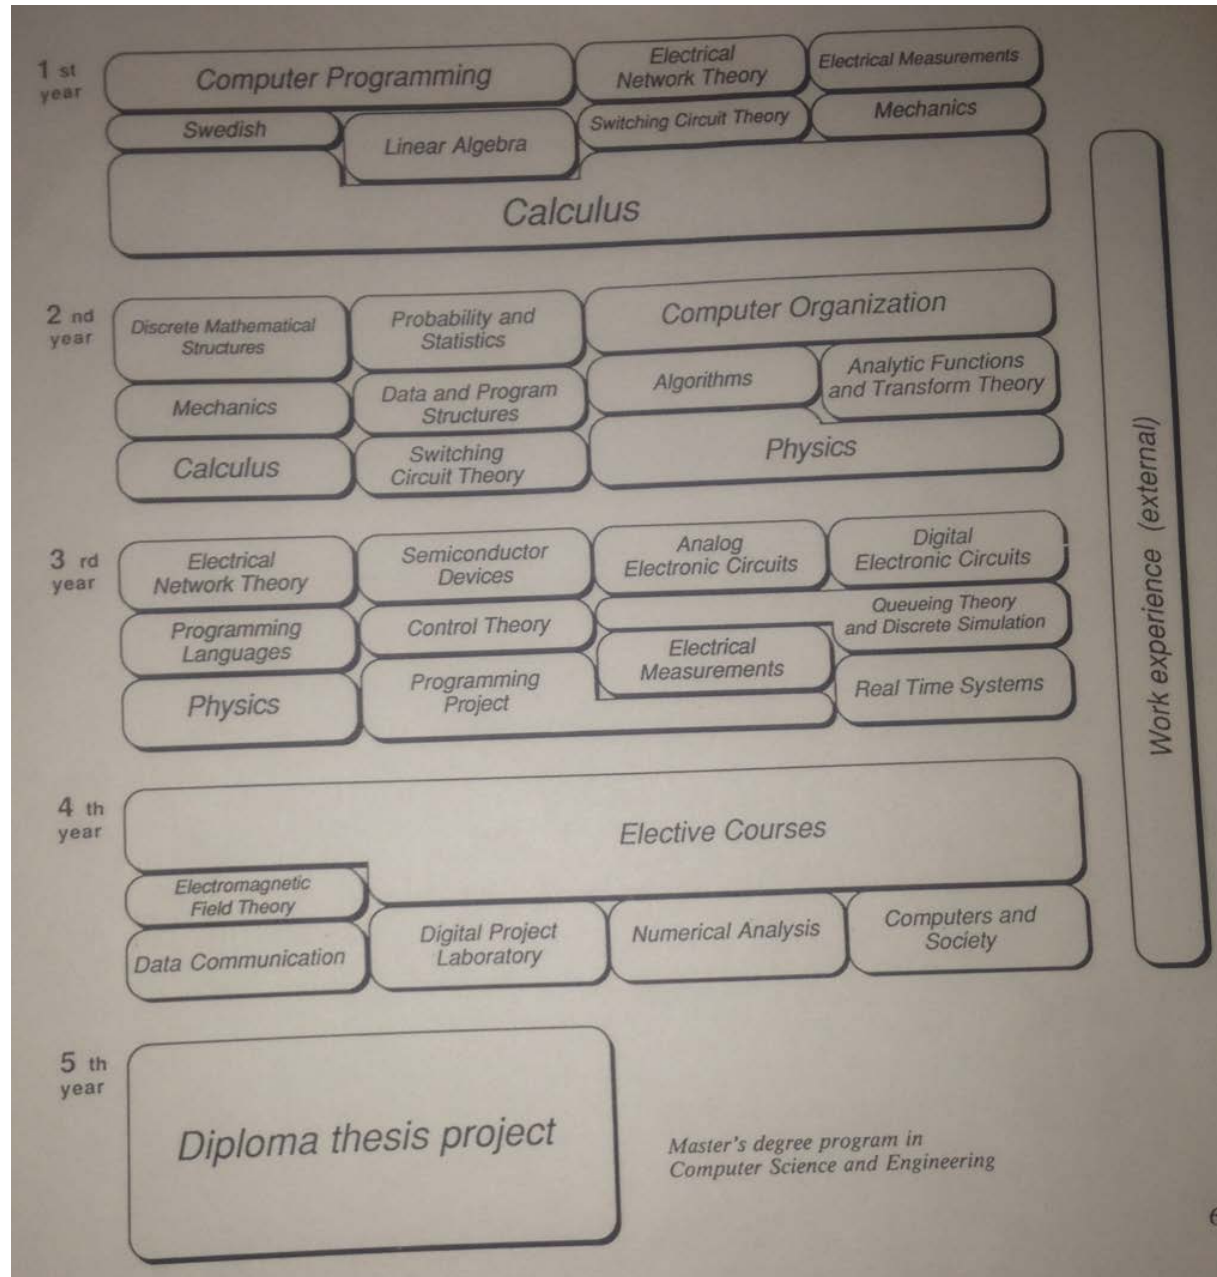 1 st
year
Computer Programming
Electrical
Network Theory
Electrical Measurements
Swedish
Linear Algebra
Switching Circuit Theory
Mechanics
Calculus
2 nd
year
Discrete Mathematical
Structures
Probability and
Statistics
Computer Organization
Mechanics
Data and Program
Structures
Algorithms
Analytic Functions
and Transform Theory
Calculus
Switching
Circuit Theory
Physics
3 rd
year
Electrical
Network Theory
Semiconductor
Devices
Analog
Electronic Circuits
Digital
Electronic Circuits
Programming
Languages
Control Theory
Queueing Theory
and Discrete Simulation
Physics
Programming
Project
Electrical
Measurements
Real Time Systems
4 th
year
Elective Courses
Electromagnetic
Field Theory
Data Communication
Digital Project
Laboratory
Numerical Analysis
Computers and
Society
5 th
year
Diploma thesis project
Work experience (external)
Master's degree program in
Computer Science and Engineering